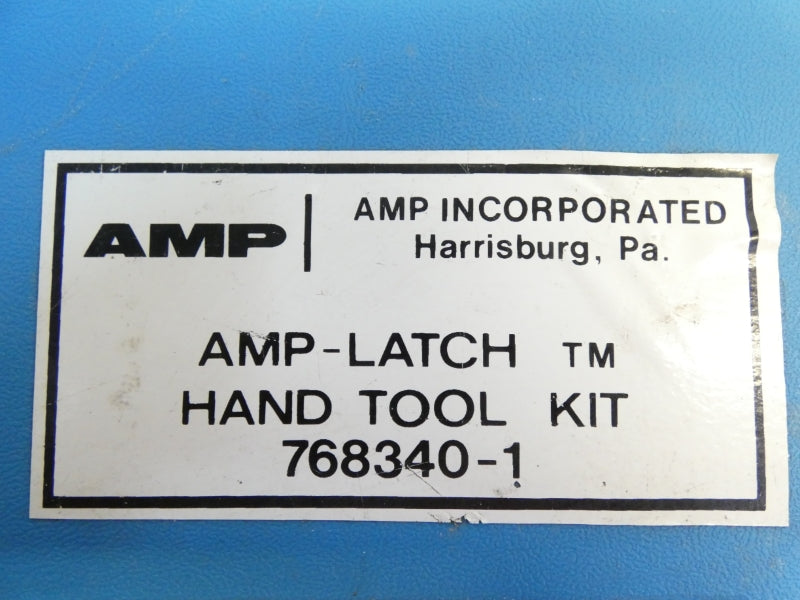 AMP
AMP INCORPORATED
Harrisburg, Pa.
AMP-LATCH TM
HAND TOOL KIT
768340-1